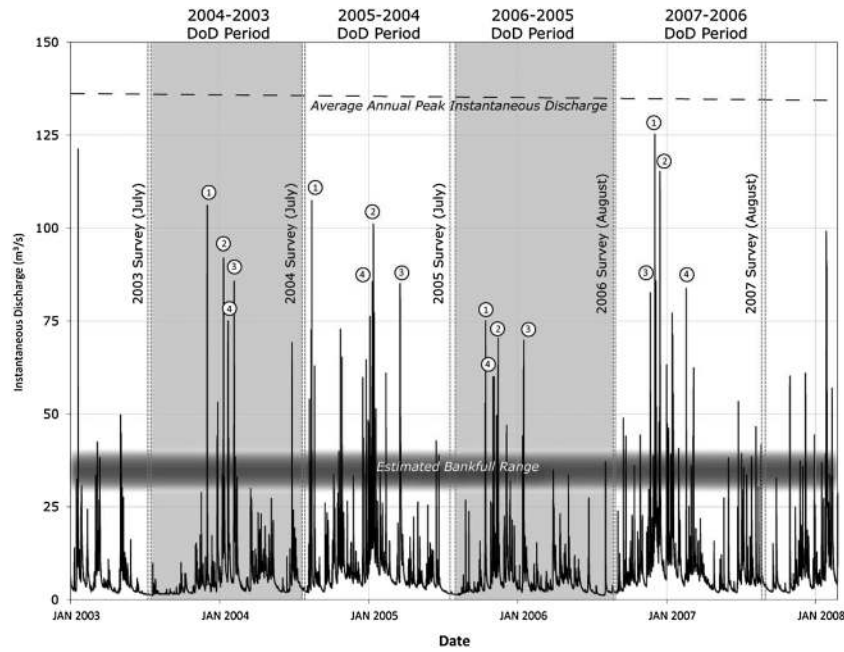 2004-2003 2005-2004 2006-2005 2007-2006
DoD Period DoD Period DoD Period DoD Period
150
125
100
75
50
25
0
Instantaneous Discharge (m³/s)
Average Annual Peak Instantaneous Discharge
2003 Survey (July)
2004 Survey (July)
2005 Survey (July)
2006 Survey (August)
2007 Survey (August)
1 2 3 4
1 2 4 3
1 2 4 3
1 2 3 4
Estimated Bankfull Range
JAN 2003 JAN 2004 JAN 2005 JAN 2006 JAN 2007 JAN 2008
Date